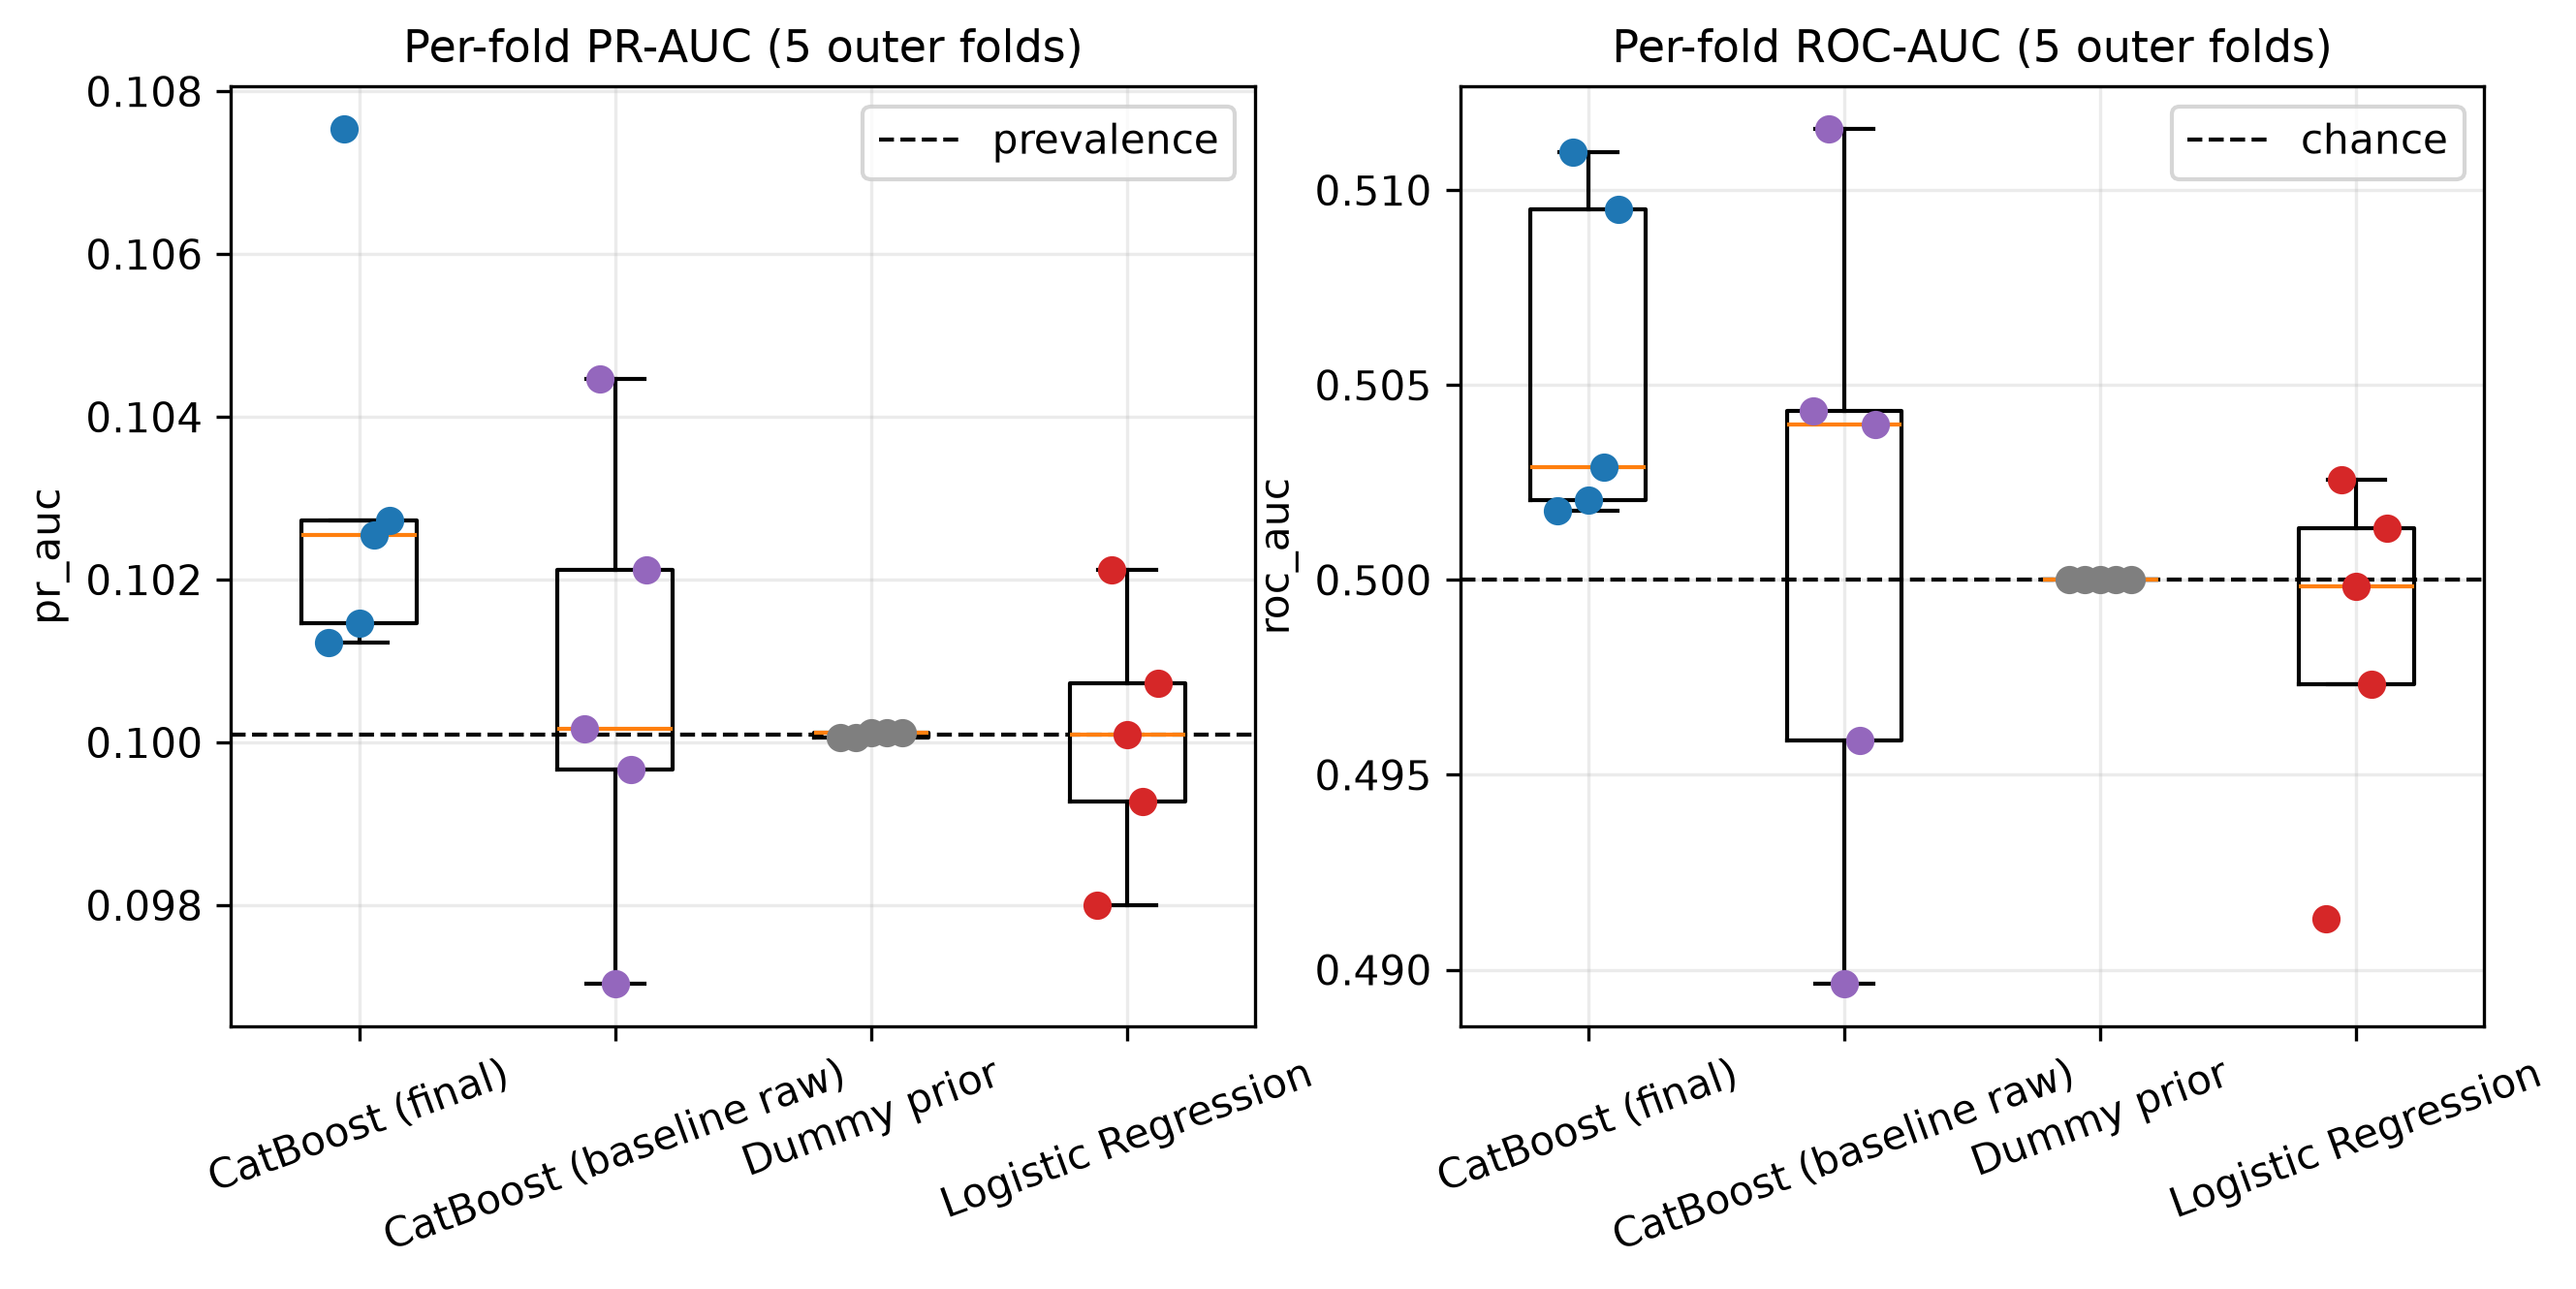 Per-fold PR-AUC (5 outer folds)
prevalence
pr_auc
0.108
0.106
0.104
0.102
0.100
0.098
CatBoost (final)
CatBoost (baseline raw)
Dummy prior
Logistic Regression
Per-fold ROC-AUC (5 outer folds)
chance
roc_auc
0.510
0.505
0.500
0.495
0.490
CatBoost (final)
CatBoost (baseline raw)
Dummy prior
Logistic Regression